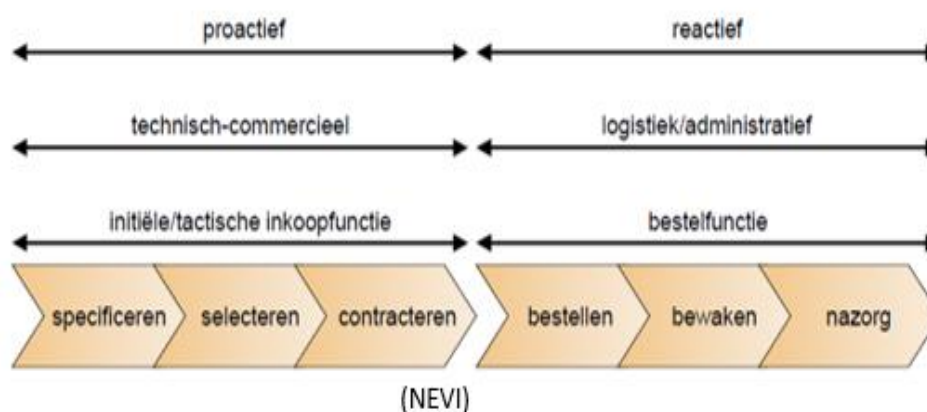 proactief reactief
technisch-commercieel logistiek/administratief
initiële/tactische inkoopfunctie bestelfunctie
specificeren selecteren contracteren bestellen bewaken nazorg
(NEVI)